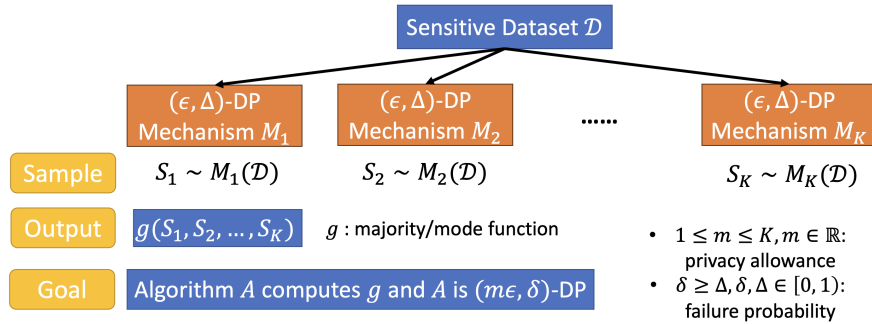 Sensitive Dataset 𝒟
(ϵ, Δ)-DP
Mechanism M₁
(ϵ, Δ)-DP
Mechanism M₂
......
(ϵ, Δ)-DP
Mechanism M_K
Sample
S₁ ~ M₁(𝒟)
S₂ ~ M₂(𝒟)
S_K ~ M_K(𝒟)
Output
g(S₁, S₂, … , S_K)
g : majority/mode function
Goal
Algorithm A computes g and A is (mϵ, δ)-DP
• 1 ≤ m ≤ K, m ∈ ℝ:
privacy allowance
• δ ≥ Δ, δ, Δ ∈ [0, 1):
failure probability